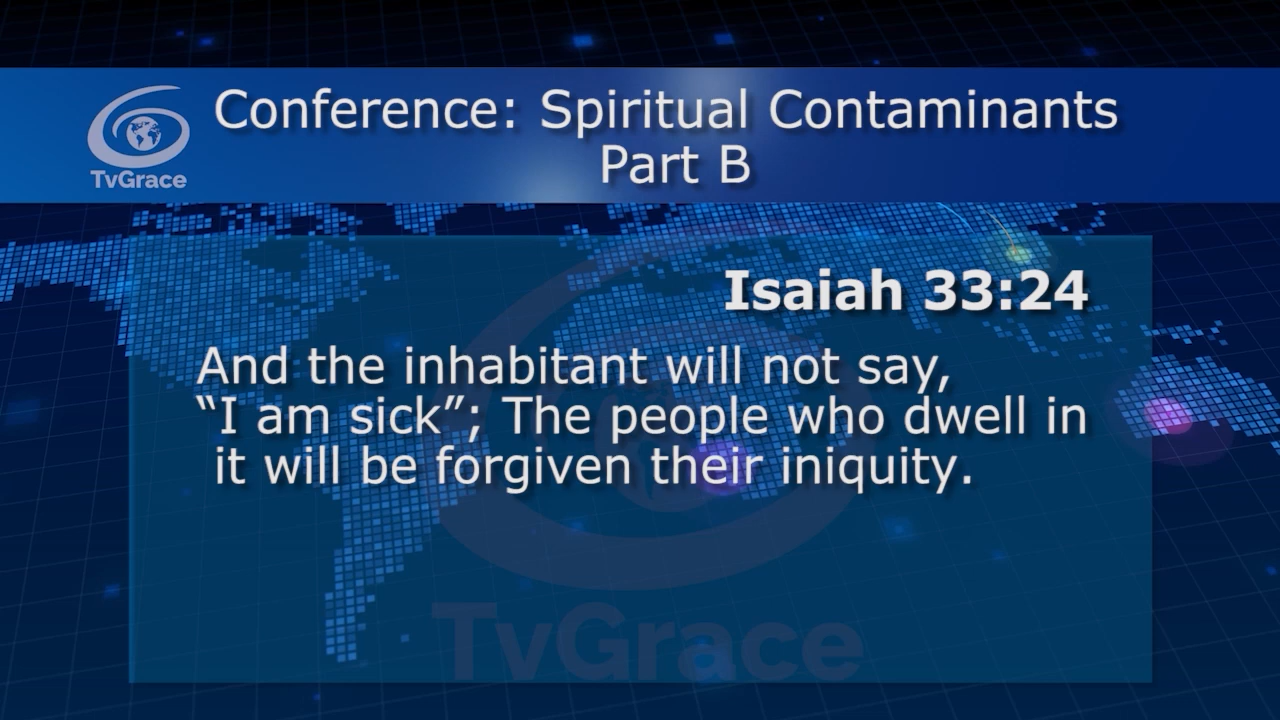 Conference: Spiritual Contaminants
Part B
TvGrace
Isaiah 33:24
And the inhabitant will not say,
“I am sick”; The people who dwell in
it will be forgiven their iniquity.
TvGrace